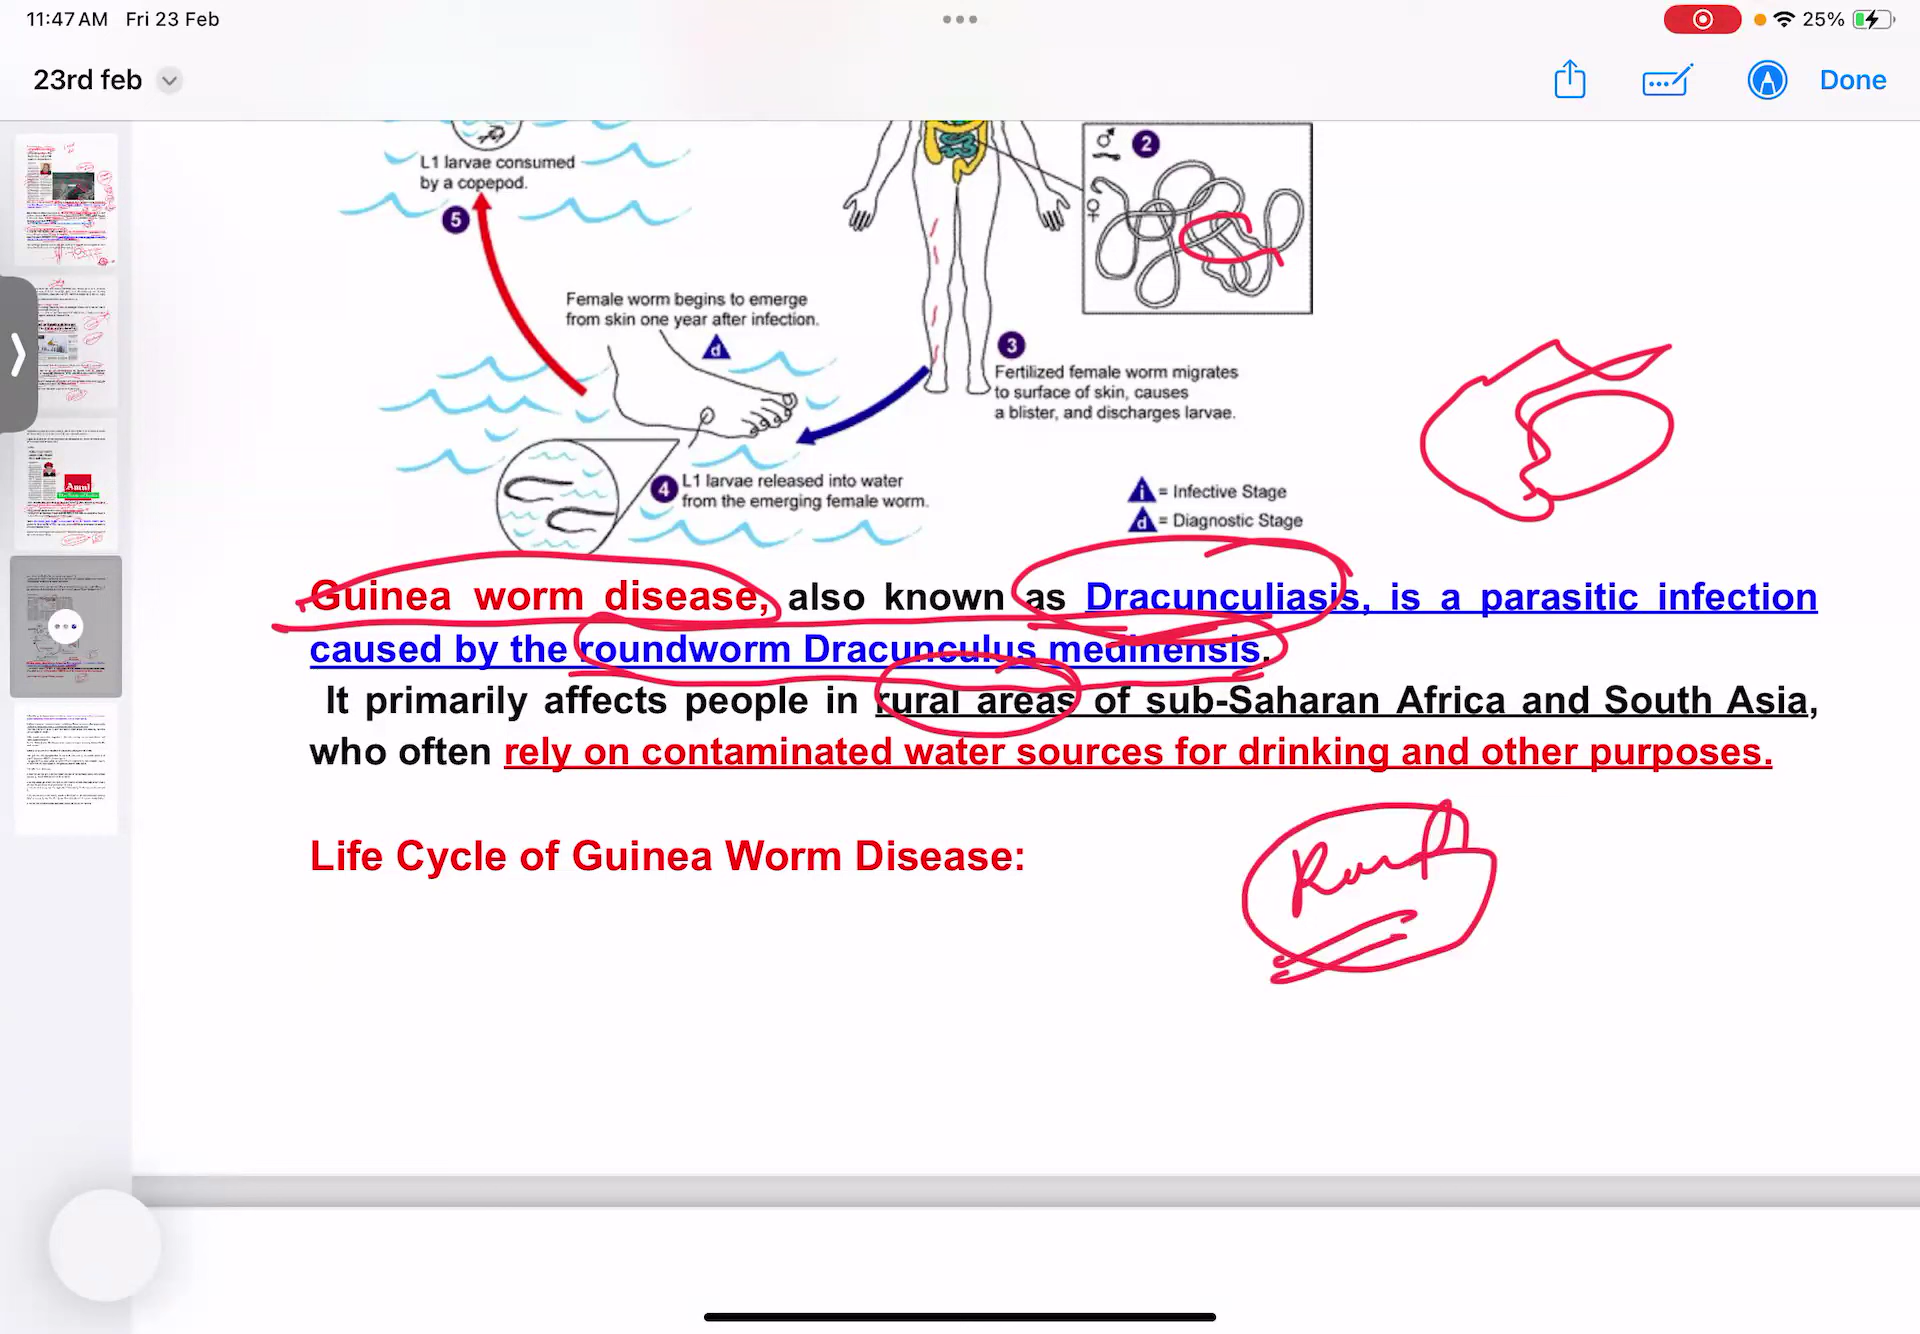 11:47 AM Fri 23 Feb
25%
23rd feb
Done
L1 larvae consumed
by a copepod.
5
2
Female worm begins to emerge
from skin one year after infection.
d
3
Fertilized female worm migrates
to surface of skin, causes
a blister, and discharges larvae.
4 L1 larvae released into water
from the emerging female worm.
i = Infective Stage
d = Diagnostic Stage
Guinea worm disease, also known as Dracunculiasis, is a parasitic infection
caused by the roundworm Dracunculus medinensis.
It primarily affects people in rural areas of sub-Saharan Africa and South Asia,
who often rely on contaminated water sources for drinking and other purposes.
Life Cycle of Guinea Worm Disease: